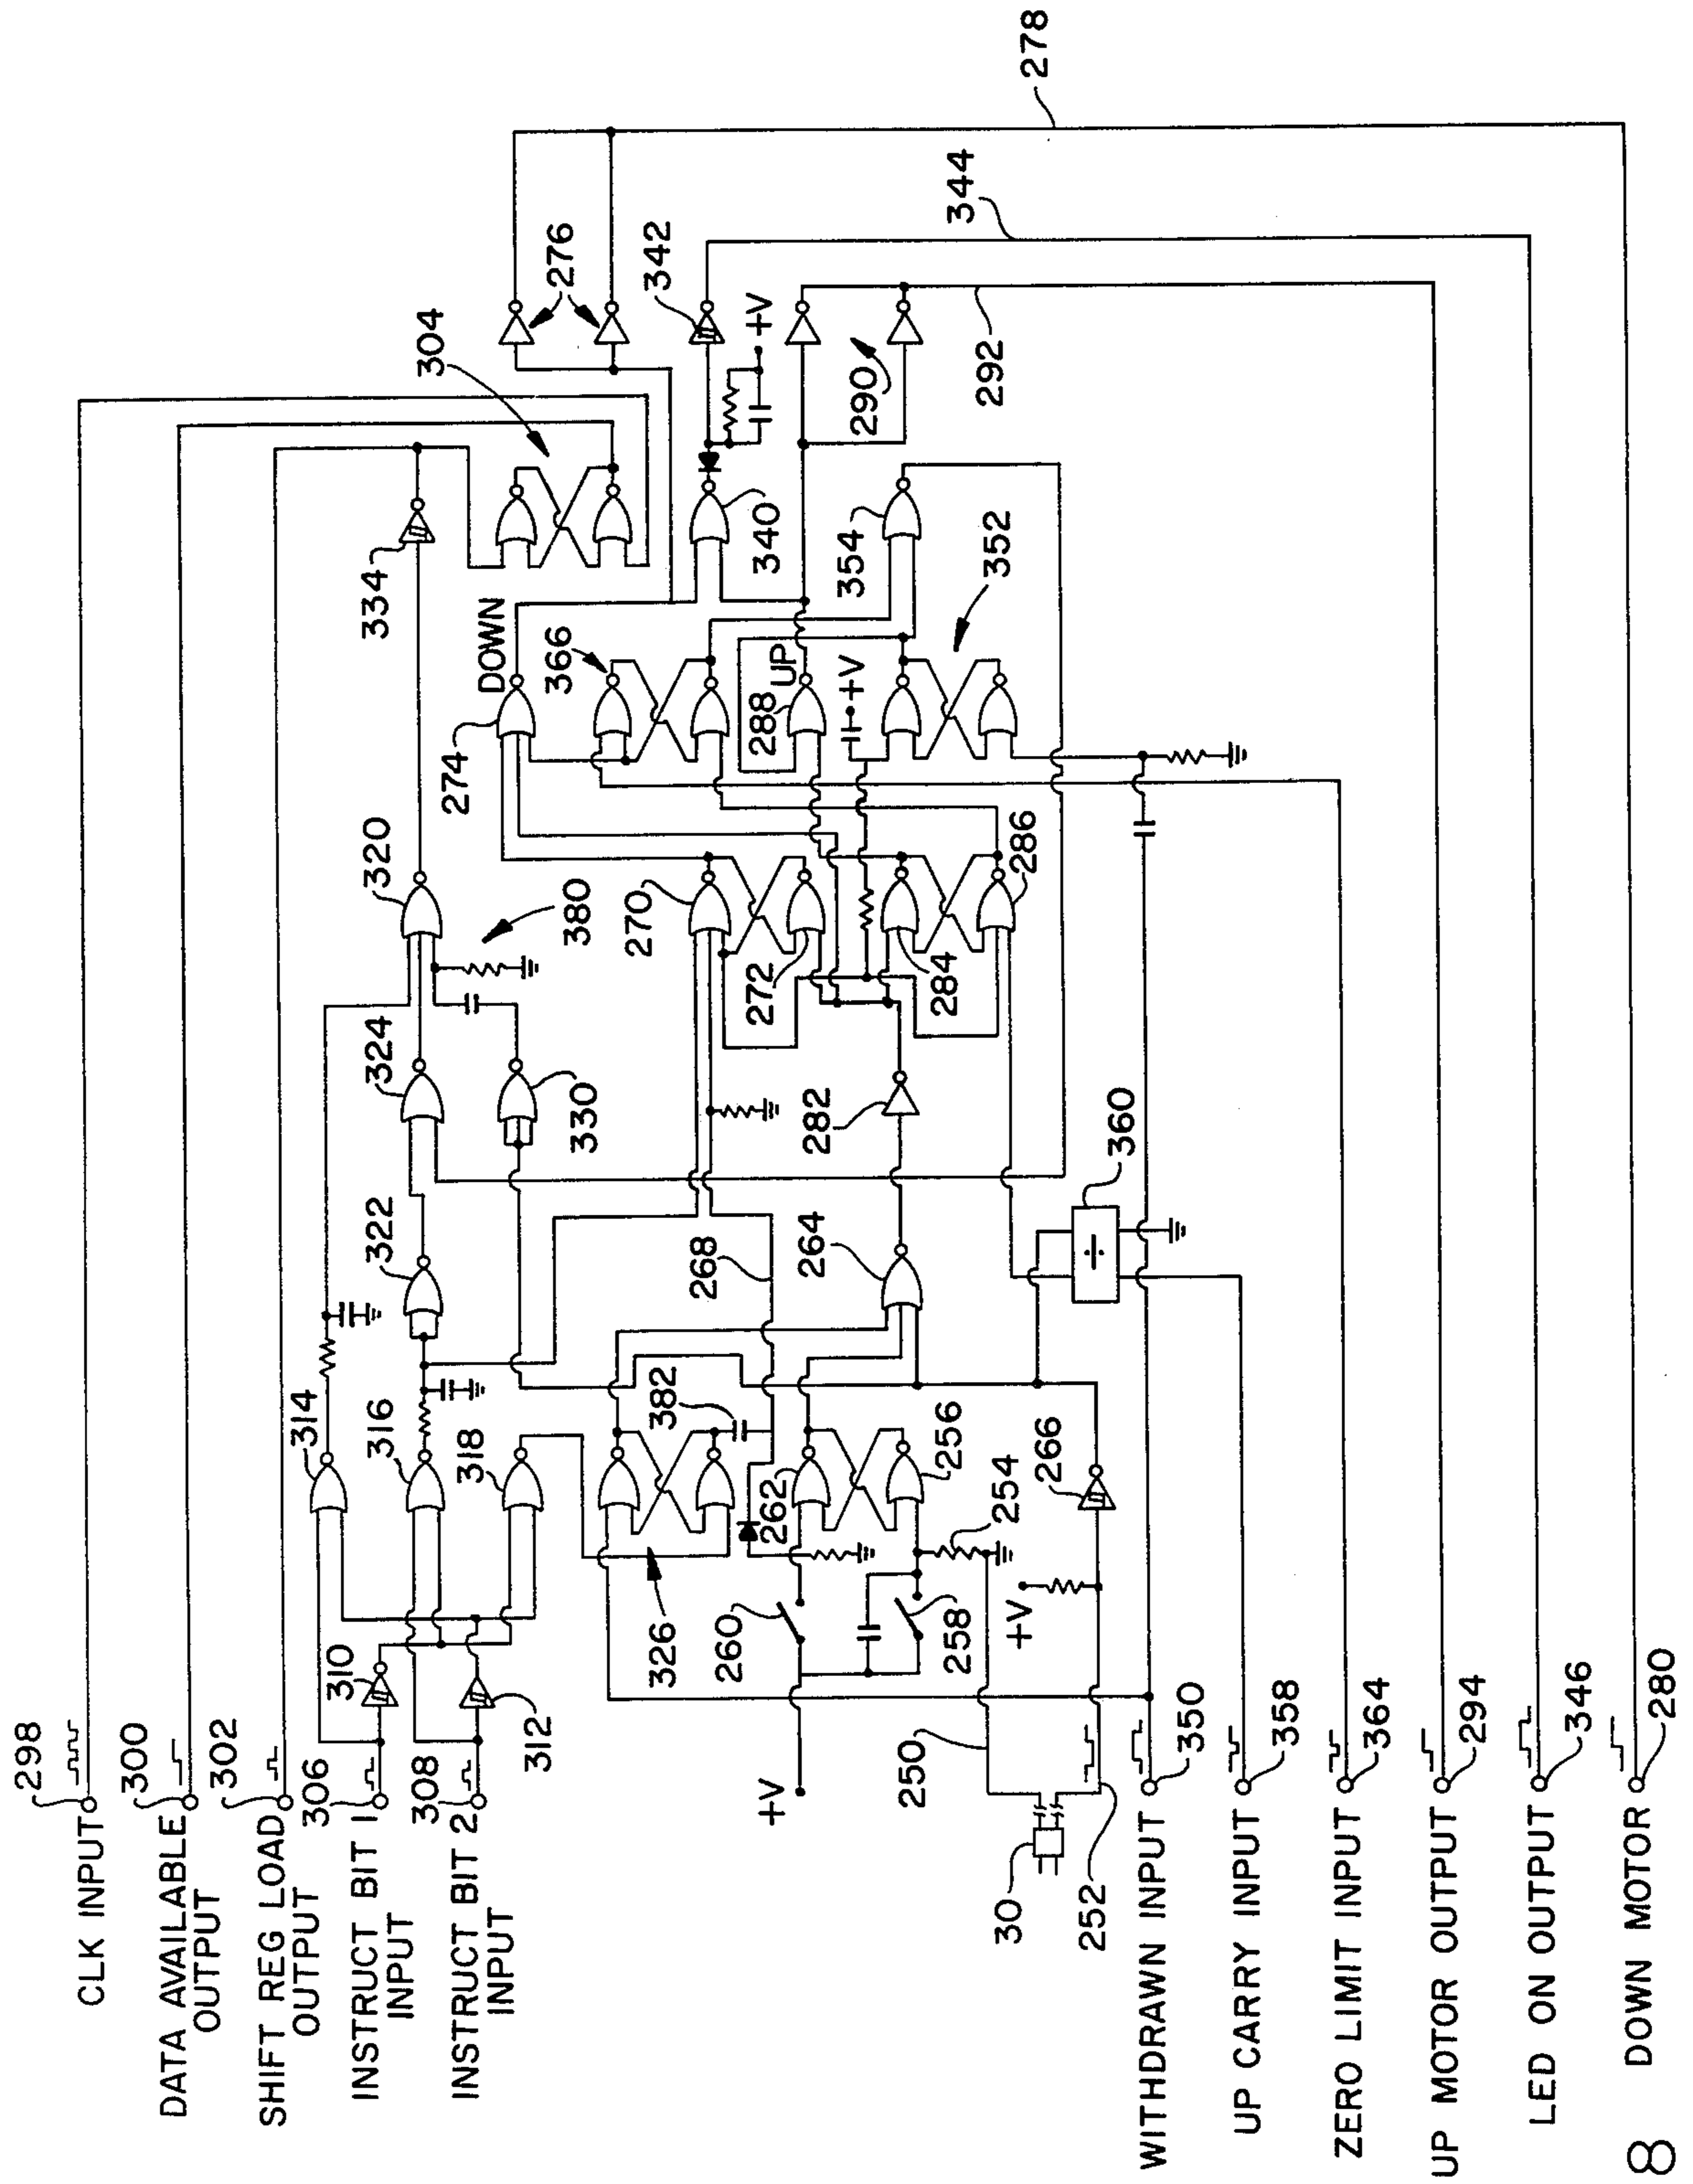 298
CLK INPUT
300
DATA AVAILABLE
OUTPUT
302
SHIFT REG LOAD
OUTPUT
306
INSTRUCT BIT 1
INPUT
308
INSTRUCT BIT 2
INPUT
310
312
314
316
318
322
324
320
380
330
334
304
276
278
326
382
268
270
272
274
DOWN
366
340
342
344
+V
260
262
264
282
284
286
288
UP
+V
290
292
354
352
+V
258
256
254
+V
266
360
250
30
252
350
WITHDRAWN INPUT
358
UP CARRY INPUT
364
ZERO LIMIT INPUT
294
UP MOTOR OUTPUT
346
LED ON OUTPUT
280
DOWN MOTOR
÷
8